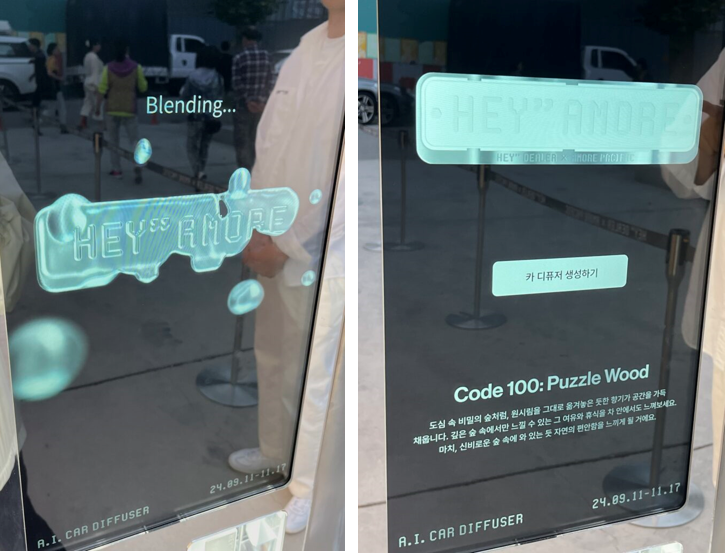 Blending...
HEY” AMORE
A.I. CAR DIFFUSER
24.09.11-11.17
HEY” AMORE
카 디퓨저 생성하기
Code 100: Puzzle Wood
도심 속 비밀의 숲처럼, 원시림을 그대로 옮겨놓은 듯한 향기가 공간을 가득
채웁니다. 깊은 숲 속에서만 느낄 수 있는 그 여유와 휴식을 차 안에서도 느껴보세요.
마치, 신비로운 숲 속에 와 있는 듯 자연의 편안함을 느끼게 될 거에요.
A.I. CAR DIFFUSER
24.09.11-11.17